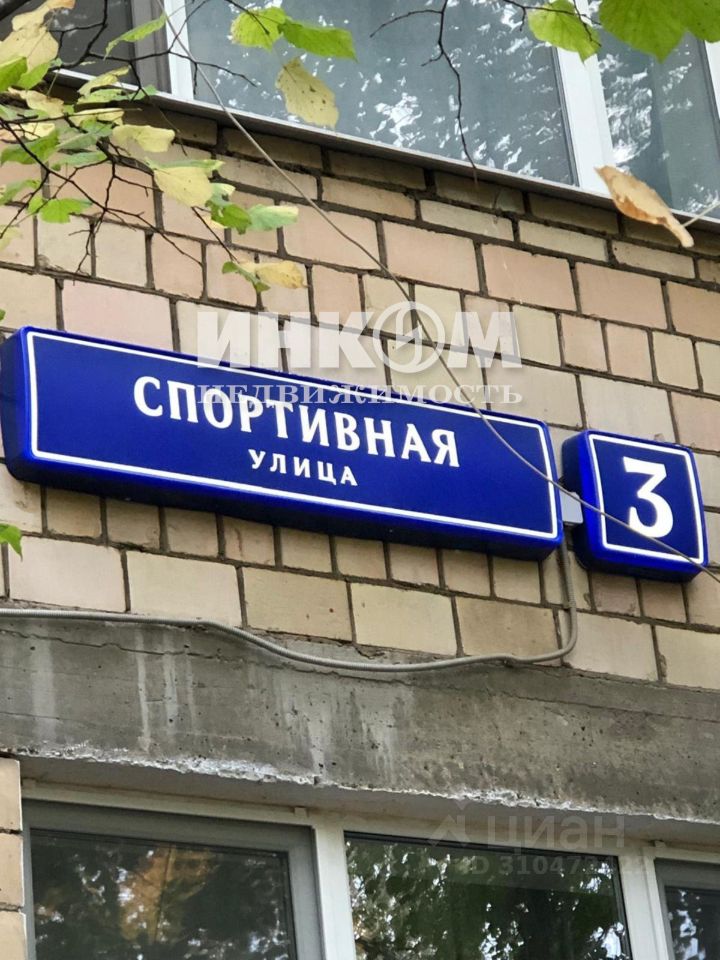 ИНКОМ
НЕДВИЖИМОСТЬ
СПОРТИВНАЯ
УЛИЦА
3
циан